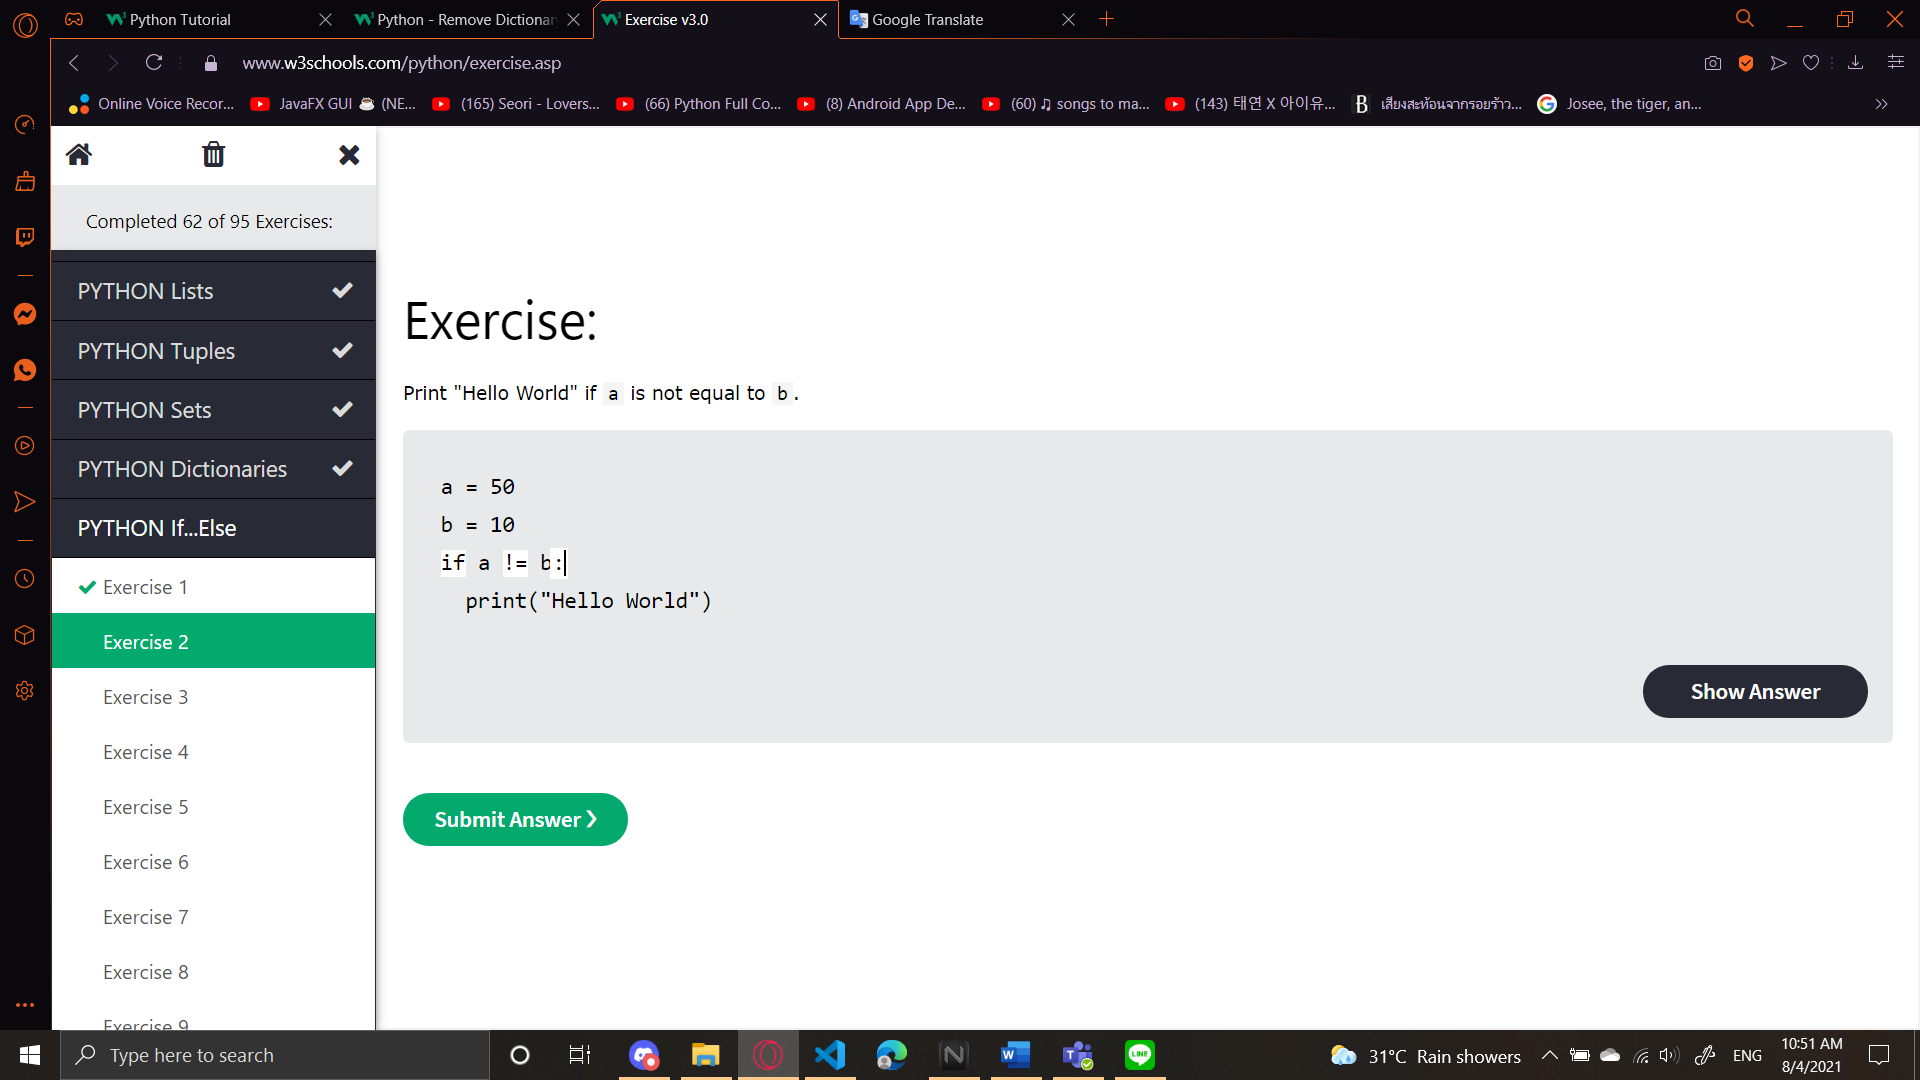 Python Tutorial
Python - Remove Dictionar
Exercise v3.0
Google Translate
www.w3schools.com/python/exercise.asp
Online Voice Recor...
JavaFX GUI ☕ (NE...
(165) Seori - Lovers...
(66) Python Full Co...
(8) Android App De...
(60) ♫ songs to ma...
(143) 태연 X 아이유...
เสียงสะท้อนจากรอยร้าว...
Josee, the tiger, an...
Completed 62 of 95 Exercises:
PYTHON Lists
PYTHON Tuples
PYTHON Sets
PYTHON Dictionaries
PYTHON If...Else
Exercise 1
Exercise 2
Exercise 3
Exercise 4
Exercise 5
Exercise 6
Exercise 7
Exercise 8
Exercise 9
Exercise:
Print "Hello World" if a is not equal to b.
a = 50
b = 10
if a != b:
print("Hello World")
Show Answer
Submit Answer ❯
Type here to search
31°C Rain showers
ENG
10:51 AM
8/4/2021